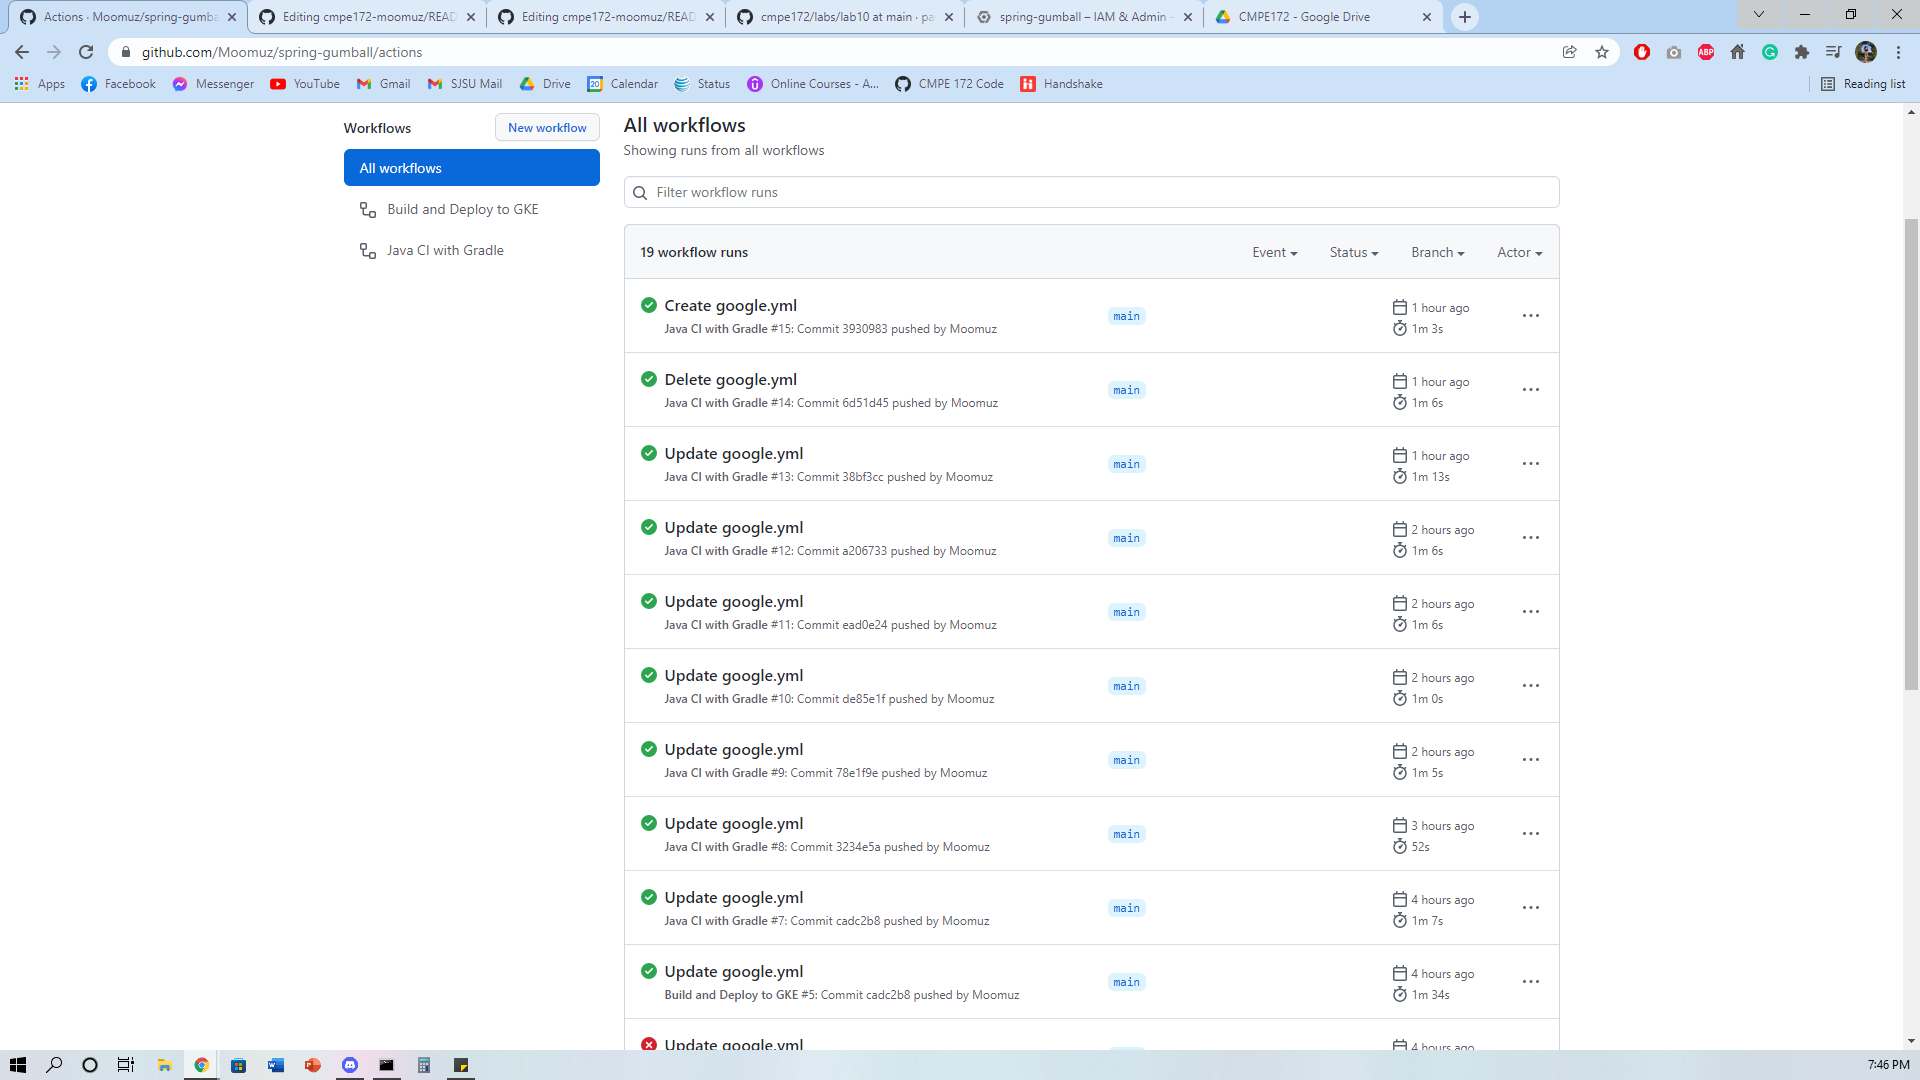 Actions · Moomuz/spring-gumba
Editing cmpe172-moomuz/READ
Editing cmpe172-moomuz/READ
cmpe172/labs/lab10 at main · pa
spring-gumball – IAM & Admin -
CMPE172 - Google Drive
github.com/Moomuz/spring-gumball/actions
Apps
Facebook
Messenger
YouTube
Gmail
SJSU Mail
Drive
Calendar
Status
Online Courses - A...
CMPE 172 Code
Handshake
Reading list
Workflows
New workflow
All workflows
Build and Deploy to GKE
Java CI with Gradle
All workflows
Showing runs from all workflows
Filter workflow runs
19 workflow runs
Event
Status
Branch
Actor
Create google.yml
Java CI with Gradle #15: Commit 3930983 pushed by Moomuz
main
1 hour ago
1m 3s
Delete google.yml
Java CI with Gradle #14: Commit 6d51d45 pushed by Moomuz
main
1 hour ago
1m 6s
Update google.yml
Java CI with Gradle #13: Commit 38bf3cc pushed by Moomuz
main
1 hour ago
1m 13s
Update google.yml
Java CI with Gradle #12: Commit a206733 pushed by Moomuz
main
2 hours ago
1m 6s
Update google.yml
Java CI with Gradle #11: Commit ead0e24 pushed by Moomuz
main
2 hours ago
1m 6s
Update google.yml
Java CI with Gradle #10: Commit de85e1f pushed by Moomuz
main
2 hours ago
1m 0s
Update google.yml
Java CI with Gradle #9: Commit 78e1f9e pushed by Moomuz
main
2 hours ago
1m 5s
Update google.yml
Java CI with Gradle #8: Commit 3234e5a pushed by Moomuz
main
3 hours ago
52s
Update google.yml
Java CI with Gradle #7: Commit cadc2b8 pushed by Moomuz
main
4 hours ago
1m 7s
Update google.yml
Build and Deploy to GKE #5: Commit cadc2b8 pushed by Moomuz
main
4 hours ago
1m 34s
Update google.yml
4 hours ago
7:46 PM